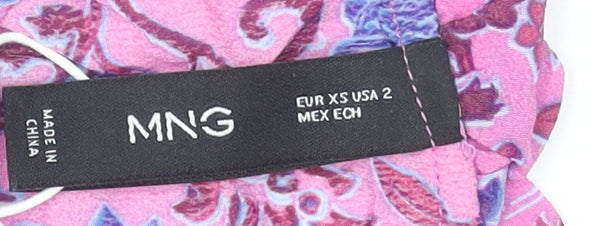 MADE IN
CHINA
MNG
EUR XS USA 2
MEX ECH